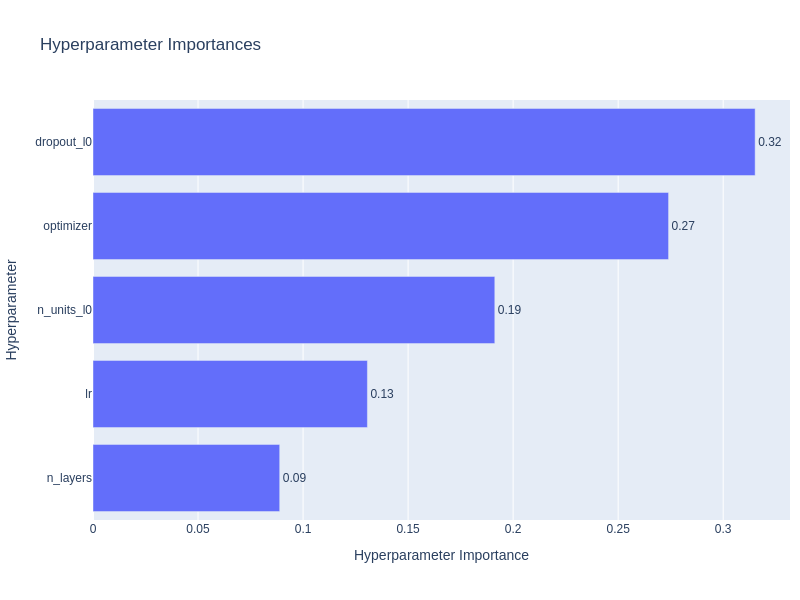 Hyperparameter Importances
Hyperparameter
dropout_l0
0.32
optimizer
0.27
n_units_l0
0.19
lr
0.13
n_layers
0.09
0
0.05
0.1
0.15
0.2
0.25
0.3
Hyperparameter Importance